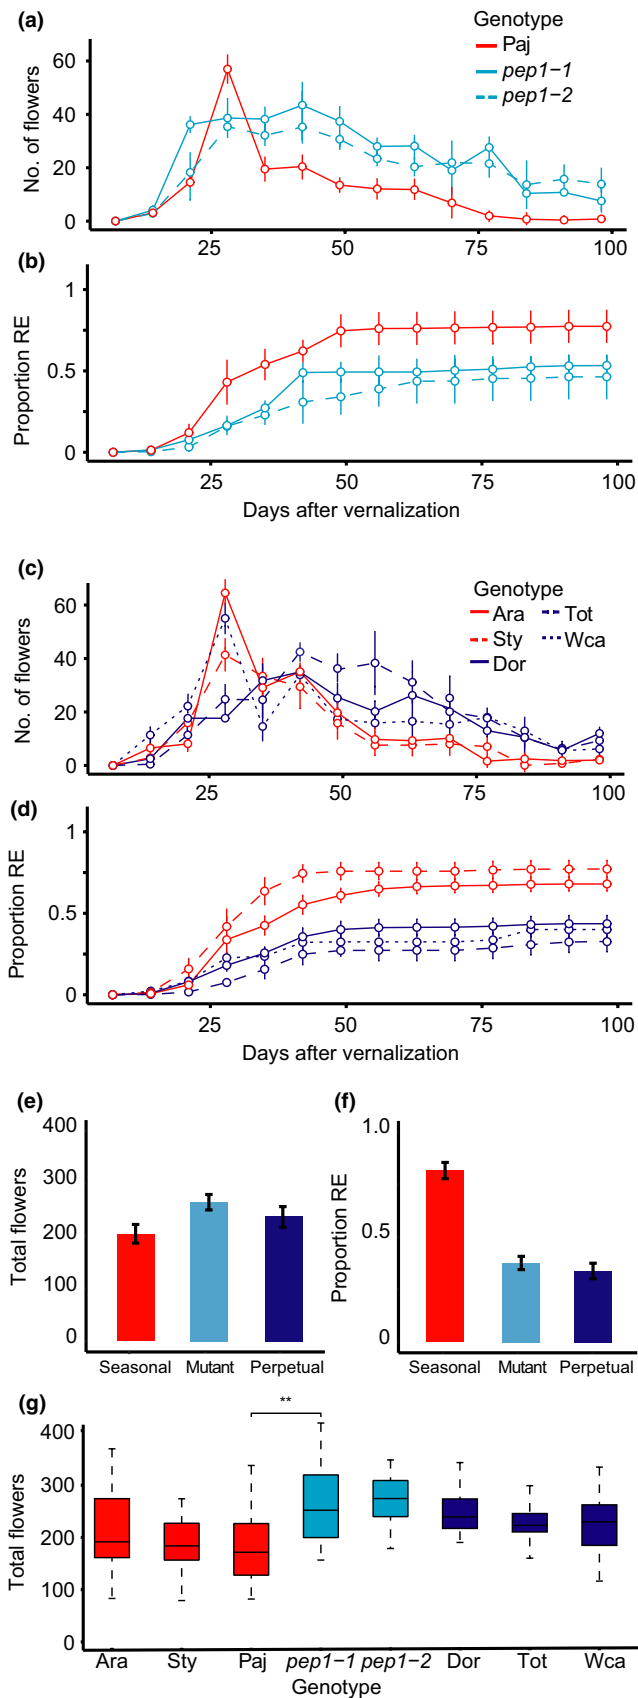 (a)
Genotype
Paj
pep1−1
pep1−2
No. of flowers
60
40
20
0
25 50 75 100
(b)
Proportion RE
1
0.5
0
25 50 75 100
Days after vernalization
(c)
Genotype
Ara Tot
Sty Wca
Dor
No. of flowers
60
40
20
0
25 50 75 100
(d)
Proportion RE
1
0.5
0
25 50 75 100
Days after vernalization
(e)
Total flowers
400
300
200
100
0
Seasonal Mutant Perpetual
(f)
Proportion RE
1.0
0.5
0
Seasonal Mutant Perpetual
(g)
**
Total flowers
400
300
200
100
0
Ara Sty Paj pep1−1 pep1−2 Dor Tot Wca
Genotype